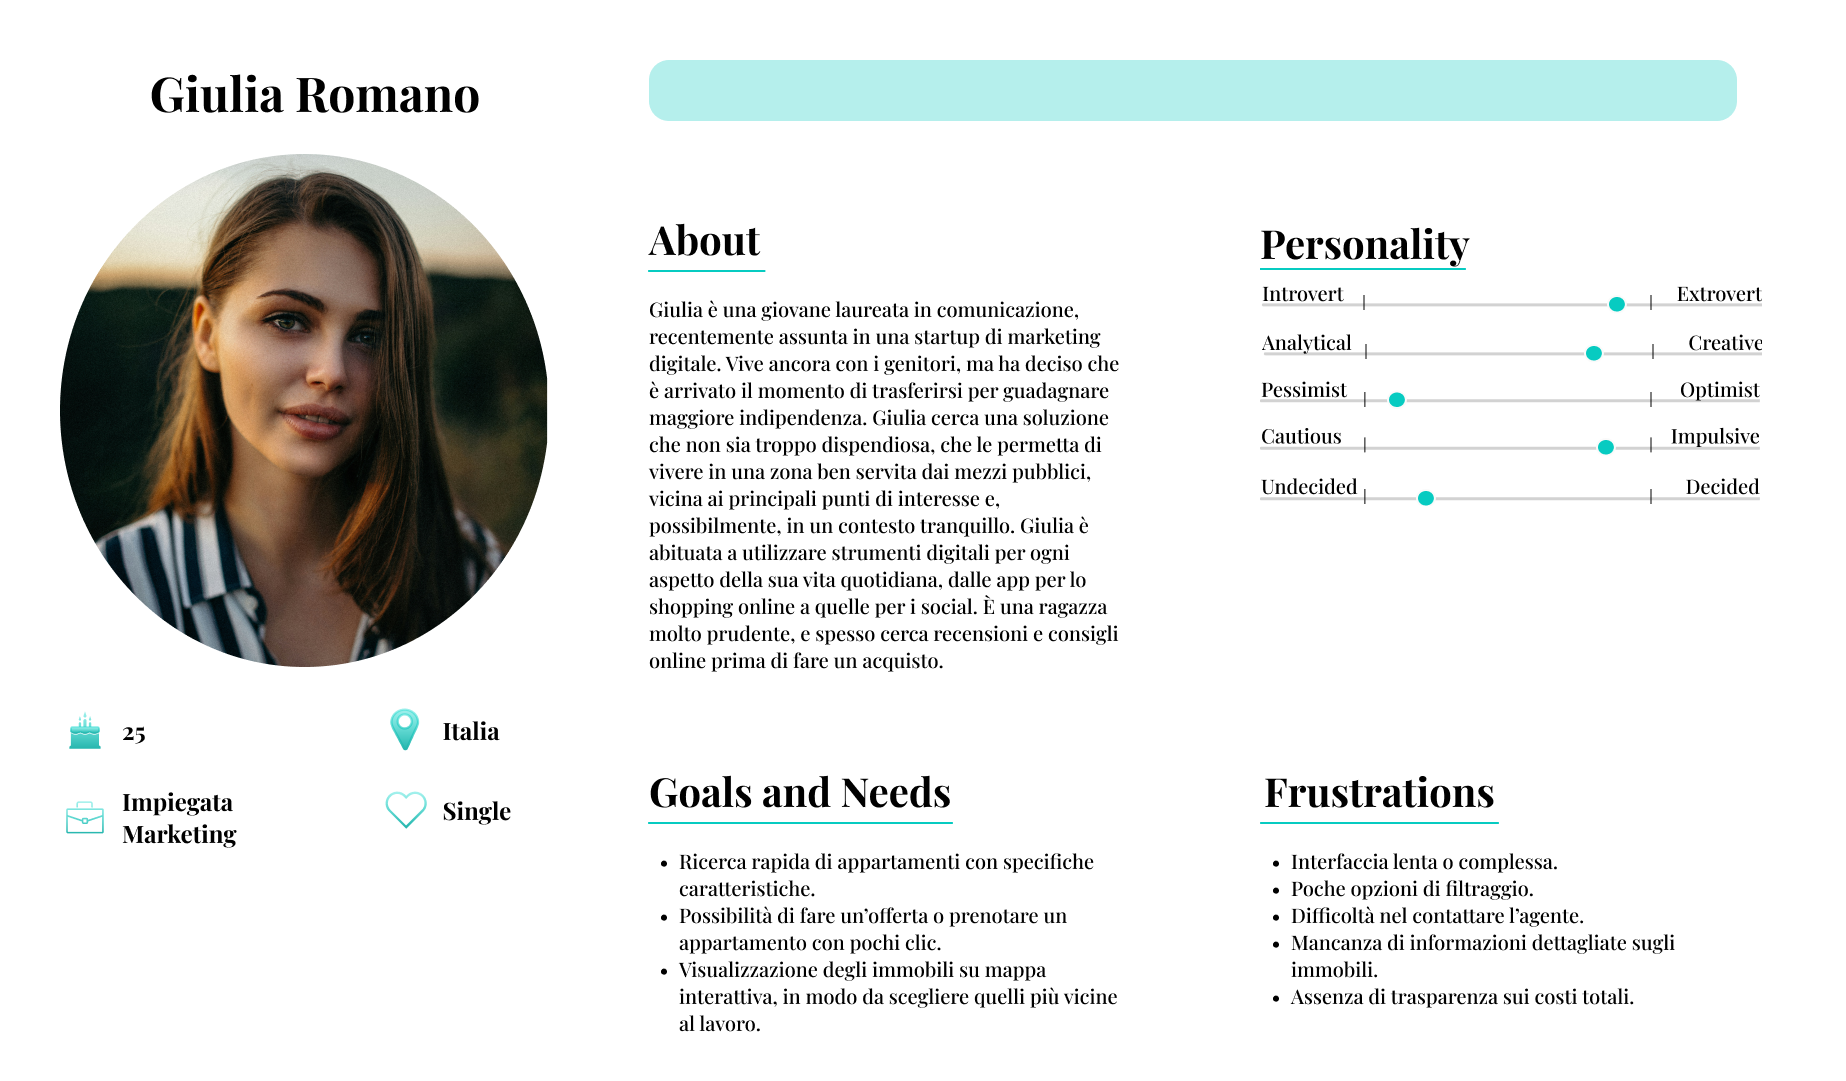 Giulia Romano
25
Italia
Impiegata
Marketing
Single
About
Giulia è una giovane laureata in comunicazione,
recentemente assunta in una startup di marketing
digitale. Vive ancora con i genitori, ma ha deciso che
è arrivato il momento di trasferirsi per guadagnare
maggiore indipendenza. Giulia cerca una soluzione
che non sia troppo dispendiosa, che le permetta di
vivere in una zona ben servita dai mezzi pubblici,
vicina ai principali punti di interesse e,
possibilmente, in un contesto tranquillo. Giulia è
abituata a utilizzare strumenti digitali per ogni
aspetto della sua vita quotidiana, dalle app per lo
shopping online a quelle per i social. È una ragazza
molto prudente, e spesso cerca recensioni e consigli
online prima di fare un acquisto.
Personality
Introvert Extrovert
Analytical Creative
Pessimist Optimist
Cautious Impulsive
Undecided Decided
Goals and Needs
• Ricerca rapida di appartamenti con specifiche
caratteristiche.
• Possibilità di fare un’offerta o prenotare un
appartamento con pochi clic.
• Visualizzazione degli immobili su mappa
interattiva, in modo da scegliere quelli più vicine
al lavoro.
Frustrations
• Interfaccia lenta o complessa.
• Poche opzioni di filtraggio.
• Difficoltà nel contattare l’agente.
• Mancanza di informazioni dettagliate sugli
immobili.
• Assenza di trasparenza sui costi totali.